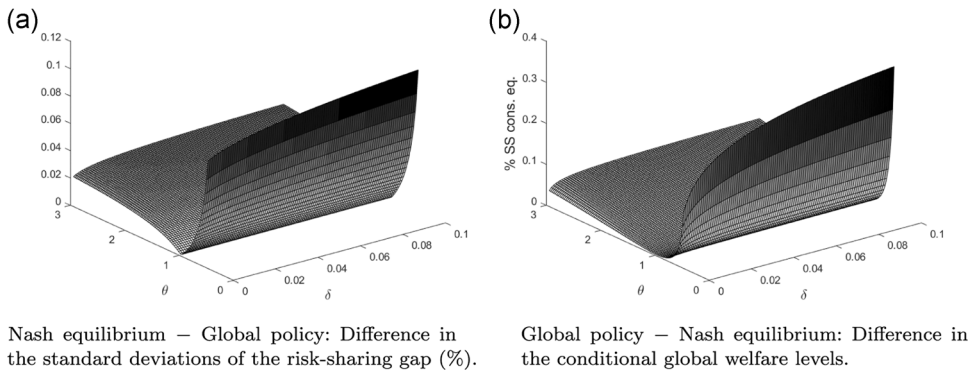 (a)
0.12
0.1
0.08
0.06
0.04
0.02
0
3
2
1
0
θ
0
0.02
0.04
0.06
0.08
0.1
δ
Nash equilibrium − Global policy: Difference in
the standard deviations of the risk-sharing gap (%).
(b)
% SS cons. eq.
0.4
0.3
0.2
0.1
0
3
2
1
0
θ
0
0.02
0.04
0.06
0.08
0.1
δ
Global policy − Nash equilibrium: Difference in
the conditional global welfare levels.